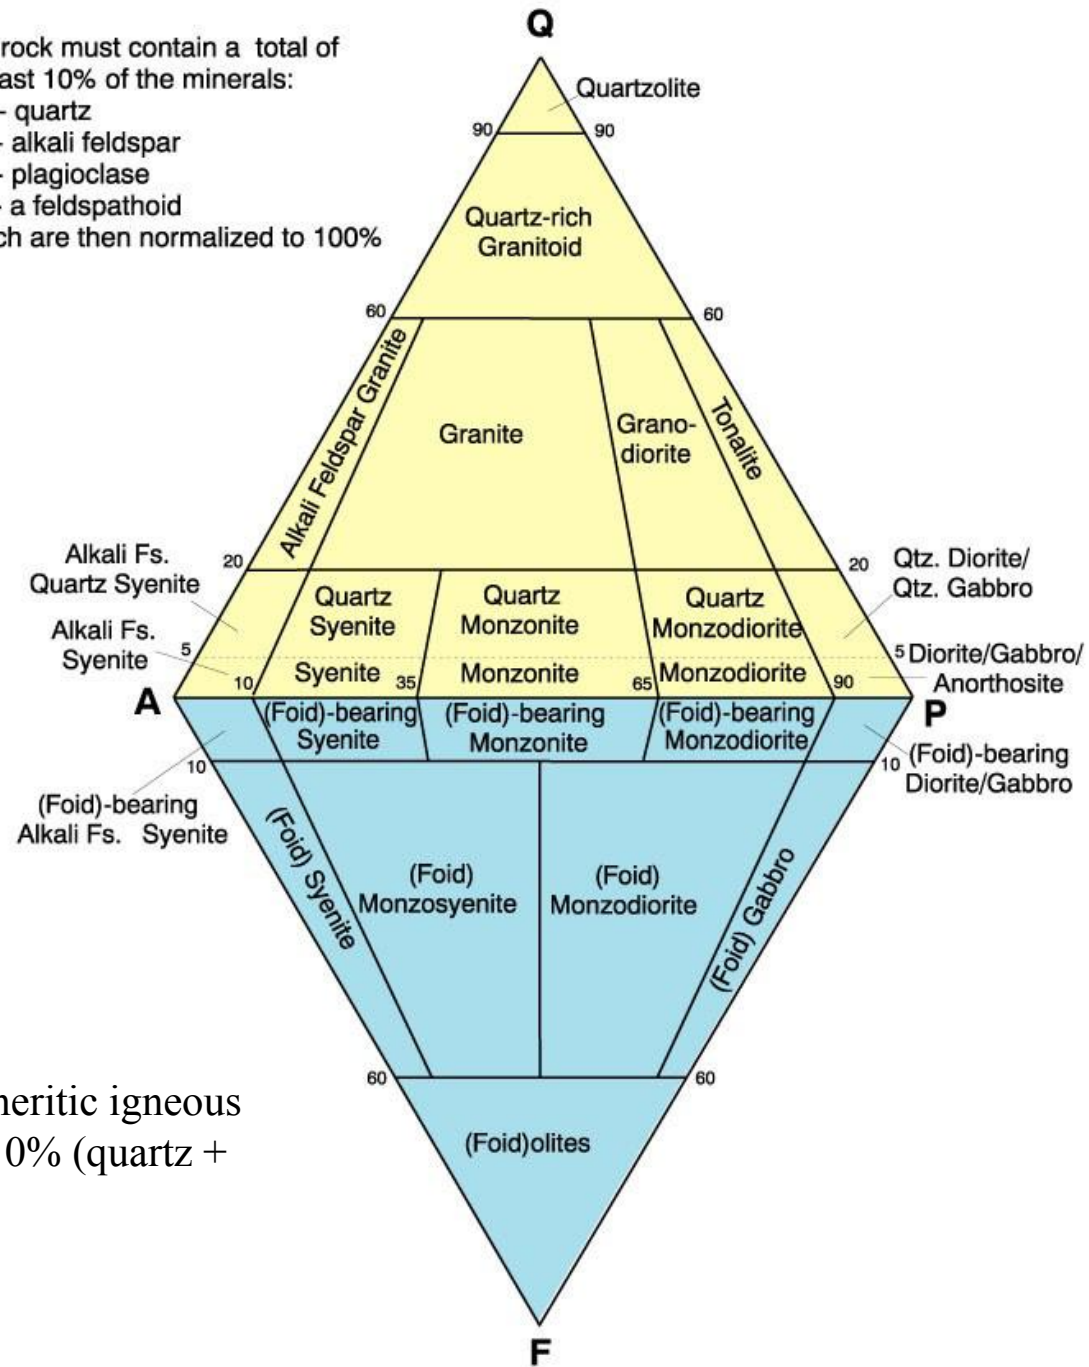 Q
rock must contain a total of
ast 10% of the minerals:
- quartz
- alkali feldspar
- plagioclase
- a feldspathoid
ch are then normalized to 100%
Quartzolite
90
90
Quartz-rich
Granitoid
60
60
Alkali Feldspar Granite
Granite
Grano-
diorite
Tonalite
20
20
Alkali Fs.
Quartz Syenite
Qtz. Diorite/
Qtz. Gabbro
Quartz
Syenite
Quartz
Monzonite
Quartz
Monzodiorite
Alkali Fs.
Syenite
5
5
Diorite/Gabbro/
Anorthosite
10
Syenite
35
Monzonite
65
Monzodiorite
90
A
P
(Foid)-bearing
Syenite
(Foid)-bearing
Monzonite
(Foid)-bearing
Monzodiorite
10
10
(Foid)-bearing
Diorite/Gabbro
(Foid)-bearing
Alkali Fs. Syenite
(Foid) Syenite
(Foid)
Monzosyenite
(Foid)
Monzodiorite
(Foid) Gabbro
60
60
neritic igneous
0% (quartz +
(Foid)olites
F